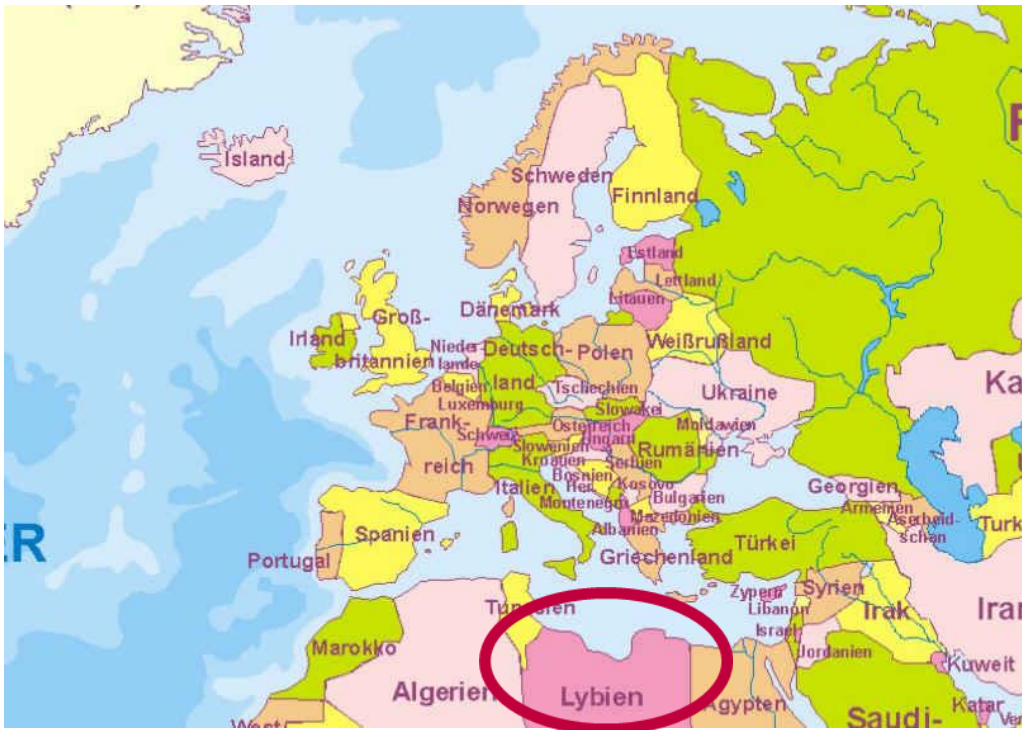 Island
Schweden
Norwegen
Finnland
Estland
Lettland
Litauen
Dänemark
Groß-
britannien
Irland
Nieder-
lande
Deutsch-
land
Polen
Weißrußland
Belgien
Luxemburg
Tschechien
Ukraine
Slowakei
Frank-
reich
Schweiz
Österreich
Ungarn
Moldawien
Slowenien
Kroatien
Rumänien
Bosnien
Her.
Serbien
Italien
Kosovo
Montenegro
Bulgarien
Georgien
Armenien
Aserbeid-
schan
Mazedonien
Albanien
ER
Spanien
Portugal
Griechenland
Türkei
Zypern
Syrien
Libanon
Irak
Israel
Jordanien
Kuweit
Tunesien
Marokko
Algerien
Lybien
Ägypten
Saudi-
Katar